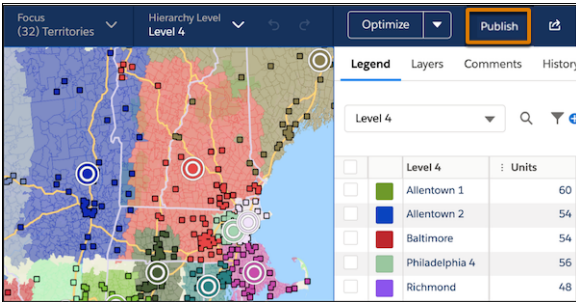 Focus
(32) Territories
Hierarchy Level
Level 4
Optimize
Publish
Legend Layers Comments History
Level 4
Level 4 Units
Allentown 1 60
Allentown 2 54
Baltimore 54
Philadelphia 4 56
Richmond 48